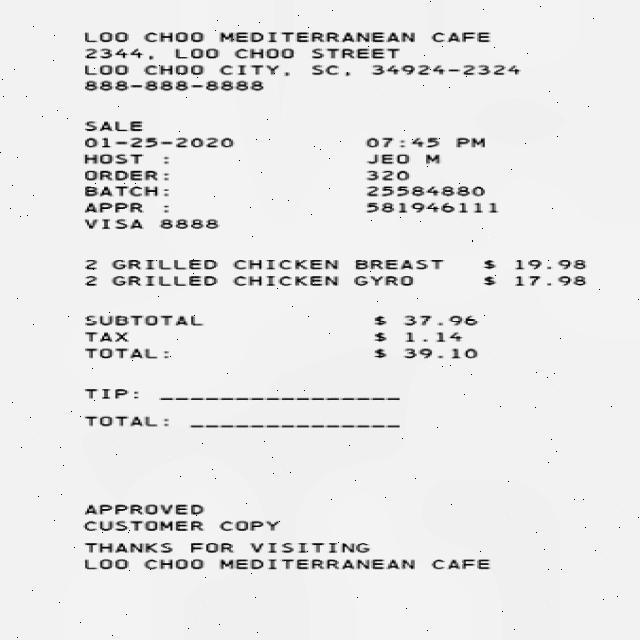 LOO CHOO MEDITERRANEAN CAFE
2344, LOO CHOO STREET
LOO CHOO CITY, SC, 34924-2324
888-888-8888
SALE
01-25-2020 07:45 PM
HOST : JEO M
ORDER: 320
BATCH: 25584880
APPR : 581946111
VISA 8888
2 GRILLED CHICKEN BREAST $ 19.98
2 GRILLED CHICKEN GYRO $ 17.98
SUBTOTAL $ 37.96
TAX $ 1.14
TOTAL: $ 39.10
TIP: ________________
TOTAL: ______________
APPROVED
CUSTOMER COPY
THANKS FOR VISITING
LOO CHOO MEDITERRANEAN CAFE